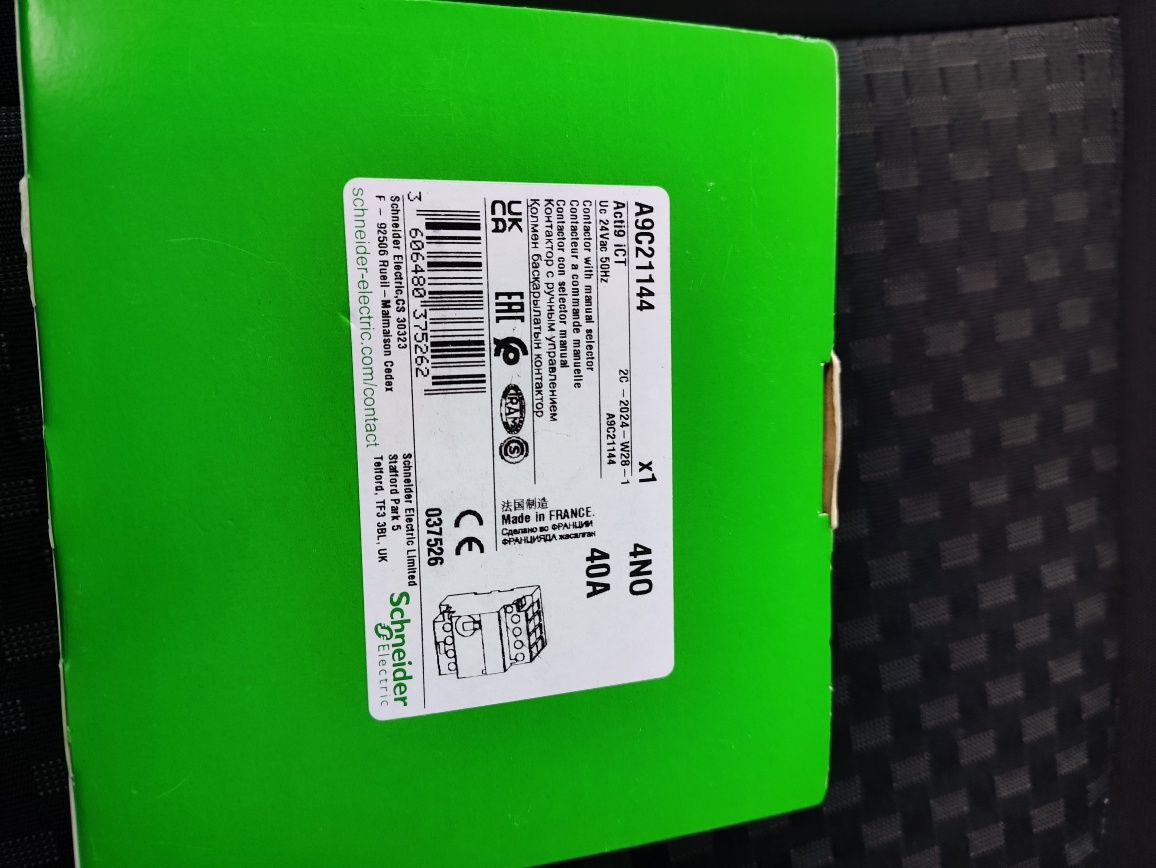 A9C21144 x1 4NO
Acti9 iCT 2C - 2024 - W28 - 1 40A
Uc 24Vac 50Hz A9C21144
Contactor with manual selector
Contacteur a commande manuelle
Contactor con selector manual
Контактор с ручным управлением
Қолмен басқарылатын контактор
法国制造
Made in FRANCE.
Сделано во ФРАНЦИИ
ФРАНЦИЯДА жасалған
UK
CA
EAC
IRAM
S
CE
3 606480 375262
037526
Schneider Electric,CS 30323
F - 92506 Rueil-Malmaison Cedex
schneider-electric.com/contact
Schneider Electric Limited
Stafford Park 5
Telford, TF3 3BL, UK
Schneider
Electric